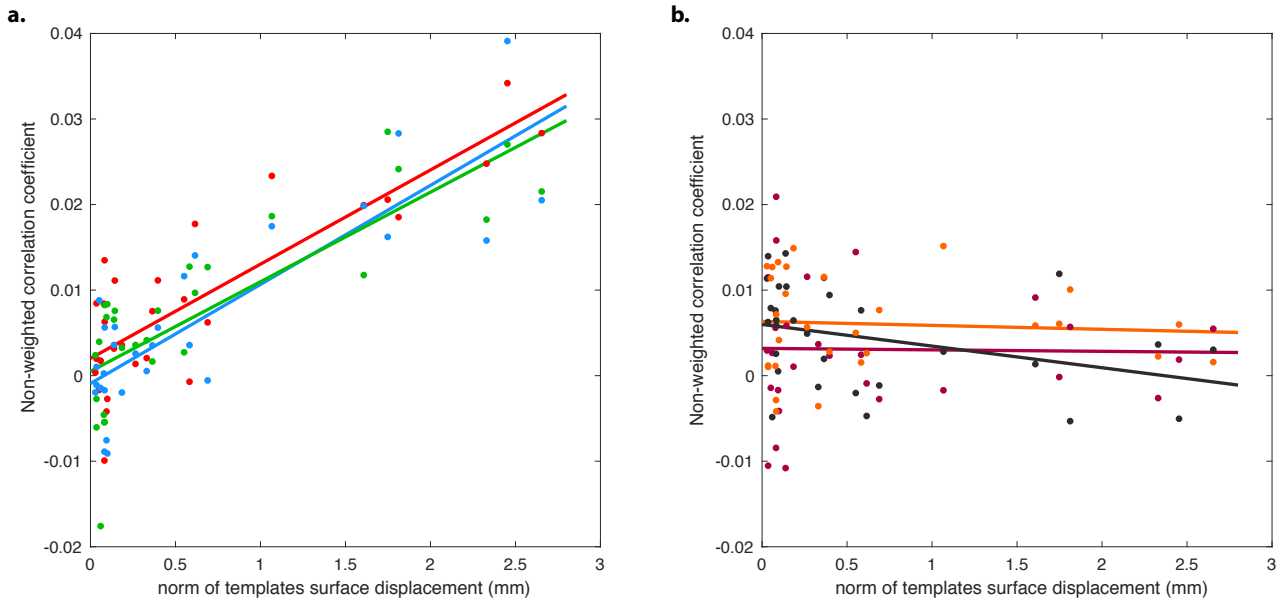 a.
0.04
0.03
0.02
0.01
0
-0.01
-0.02
Non-weighted correlation coefficient
0 0.5 1 1.5 2 2.5 3
norm of templates surface displacement (mm)
b.
0.04
0.03
0.02
0.01
0
-0.01
-0.02
Non-weighted correlation coefficient
0 0.5 1 1.5 2 2.5 3
norm of templates surface displacement (mm)